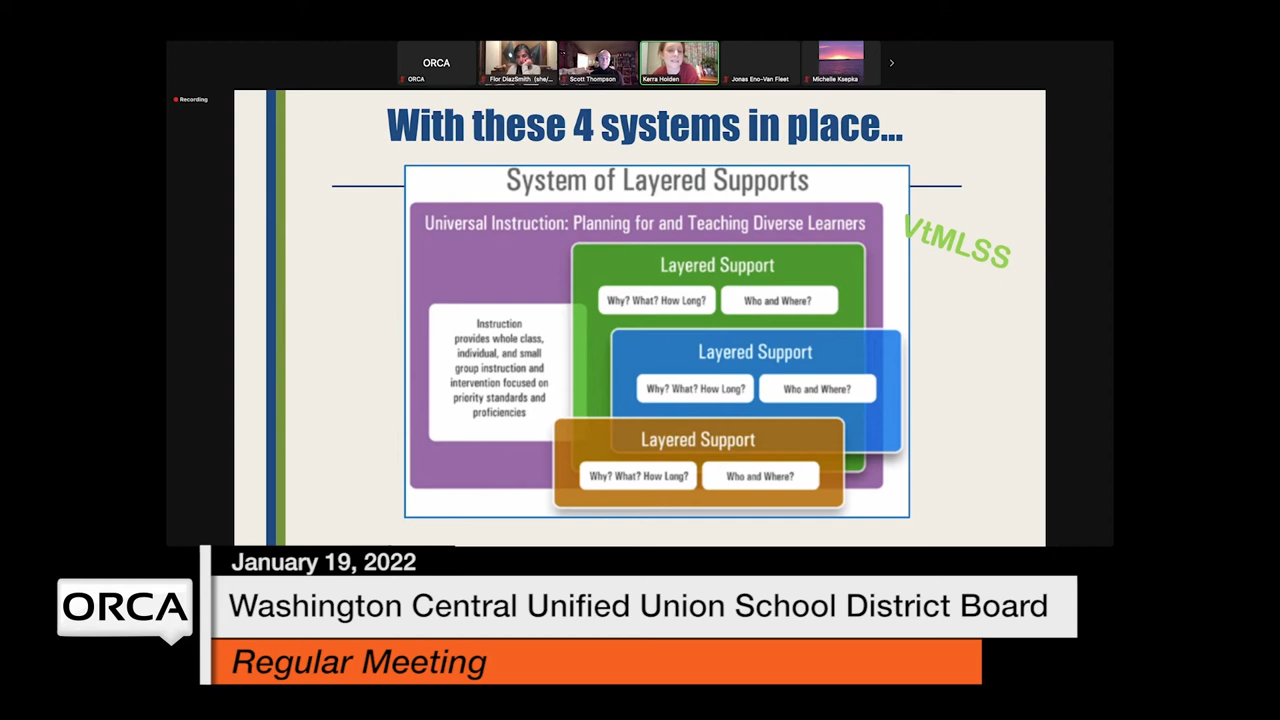 ORCA
ORCA
Flor DiazSmith (she/...
Scott Thompson
Kerra Holden
Jonas Eno-Van Fleet
Michelle Ksepka
Recording
With these 4 systems in place...
System of Layered Supports
Universal Instruction: Planning for and Teaching Diverse Learners
VtMLSS
Layered Support
Why? What? How Long?
Who and Where?
Instruction
provides whole class,
individual, and small
group instruction and
intervention focused on
priority standards and
proficiencies
Layered Support
Why? What? How Long?
Who and Where?
Layered Support
Why? What? How Long?
Who and Where?
January 19, 2022
ORCA
Washington Central Unified Union School District Board
Regular Meeting